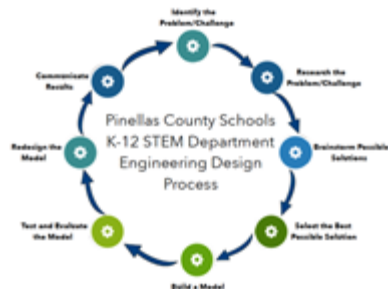 Identify the
Problem/Challenge
Research the
Problem/Challenge
Brainstorm Possible
Solutions
Select the Best
Possible Solution
Build a Model
Test and Evaluate
the Model
Redesign the
Model
Communicate
Results
Pinellas County Schools
K-12 STEM Department
Engineering Design
Process